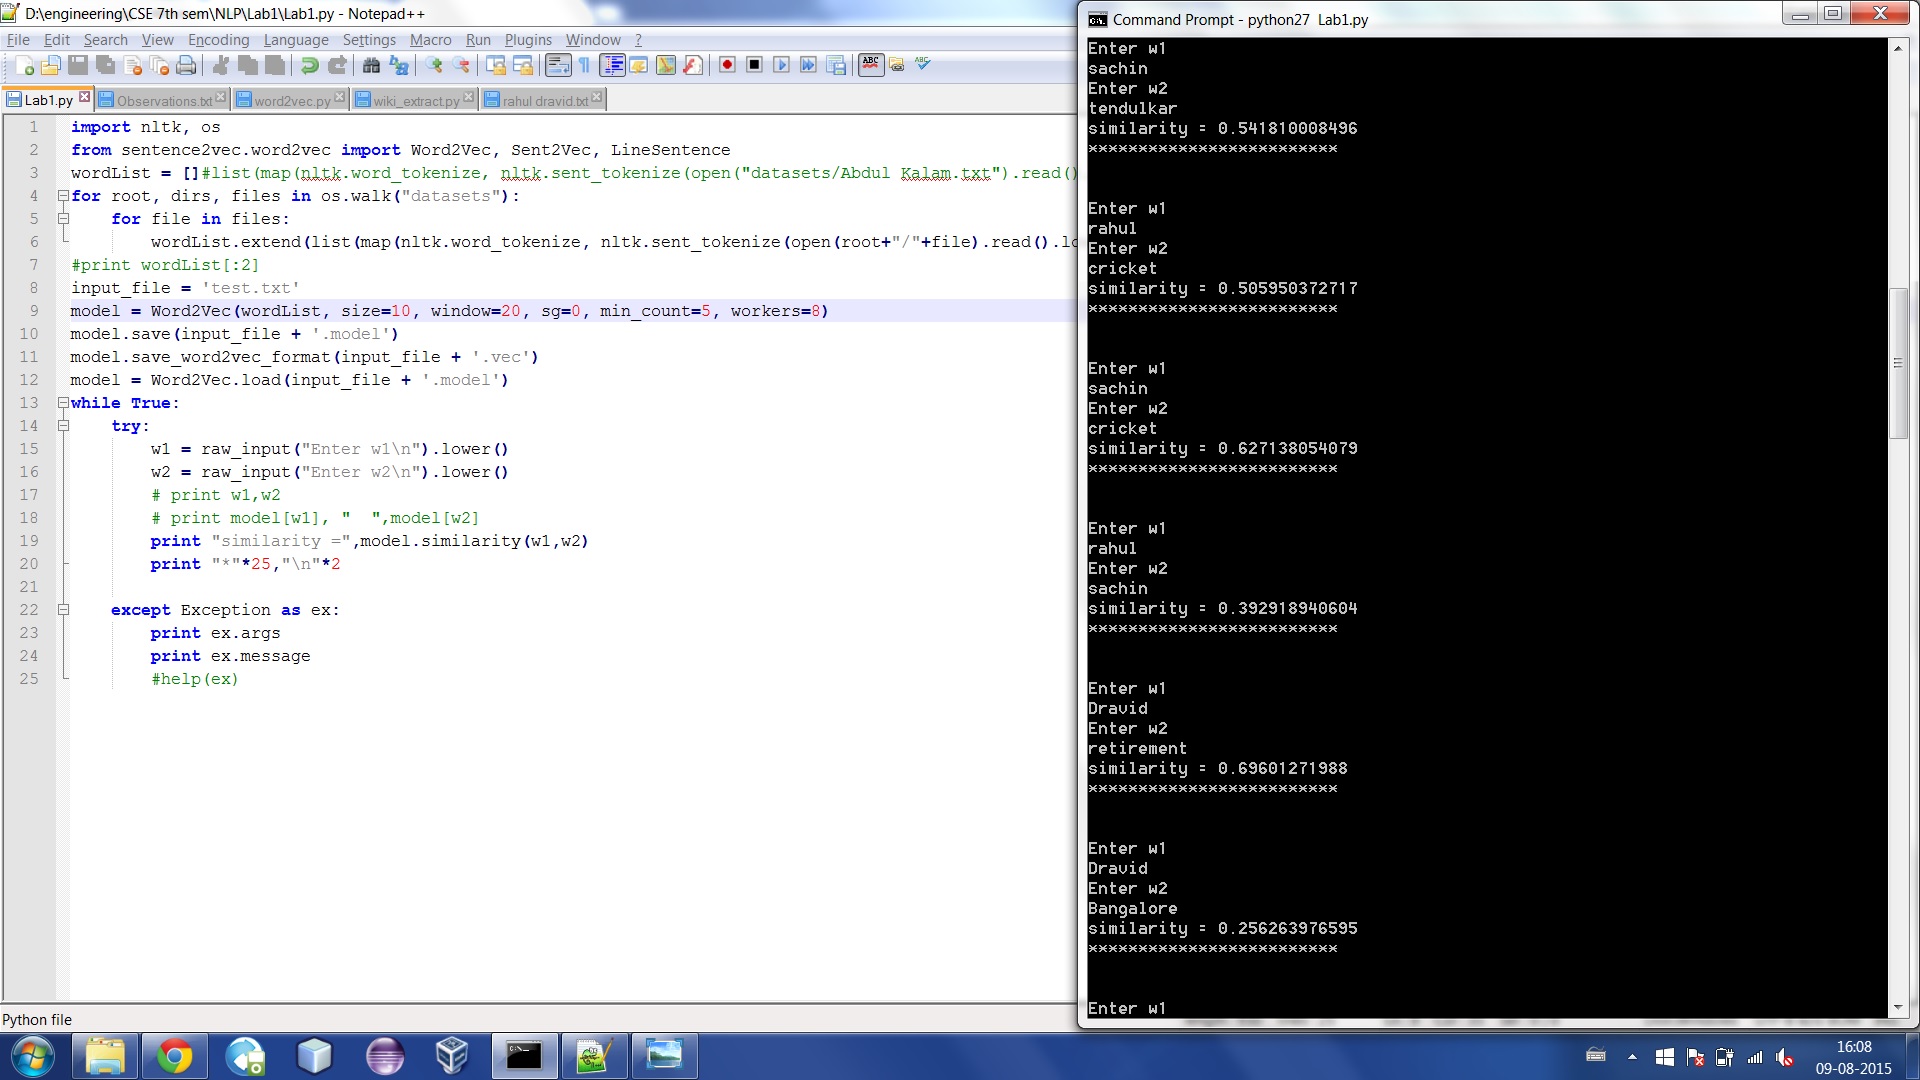 D:\engineering\CSE 7th sem\NLP\Lab1\Lab1.py - Notepad++
File Edit Search View Encoding Language Settings Macro Run Plugins Window ?
Lab1.py Observations.txt word2vec.py wiki_extract.py rahul dravid.txt
1 import nltk, os
2 from sentence2vec.word2vec import Word2Vec, Sent2Vec, LineSentence
3 wordList = []#list(map(nltk.word_tokenize, nltk.sent_tokenize(open("datasets/Abdul Kalam.txt").read()
4 for root, dirs, files in os.walk("datasets"):
5 for file in files:
6 wordList.extend(list(map(nltk.word_tokenize, nltk.sent_tokenize(open(root+"/"+file).read().lo
7 #print wordList[:2]
8 input_file = 'test.txt'
9 model = Word2Vec(wordList, size=10, window=20, sg=0, min_count=5, workers=8)
10 model.save(input_file + '.model')
11 model.save_word2vec_format(input_file + '.vec')
12 model = Word2Vec.load(input_file + '.model')
13 while True:
14 try:
15 w1 = raw_input("Enter w1\n").lower()
16 w2 = raw_input("Enter w2\n").lower()
17 # print w1,w2
18 # print model[w1], "  ",model[w2]
19 print "similarity =",model.similarity(w1,w2)
20 print "*"*25,"\n"*2
21
22 except Exception as ex:
23 print ex.args
24 print ex.message
25 #help(ex)
Python file
Command Prompt - python27 Lab1.py
Enter w1
sachin
Enter w2
tendulkar
similarity = 0.541810008496
*************************
Enter w1
rahul
Enter w2
cricket
similarity = 0.505950372717
*************************
Enter w1
sachin
Enter w2
cricket
similarity = 0.627138054079
*************************
Enter w1
rahul
Enter w2
sachin
similarity = 0.392918940604
*************************
Enter w1
Dravid
Enter w2
retirement
similarity = 0.69601271988
*************************
Enter w1
Dravid
Enter w2
Bangalore
similarity = 0.256263976595
*************************
Enter w1
16:08
09-08-2015